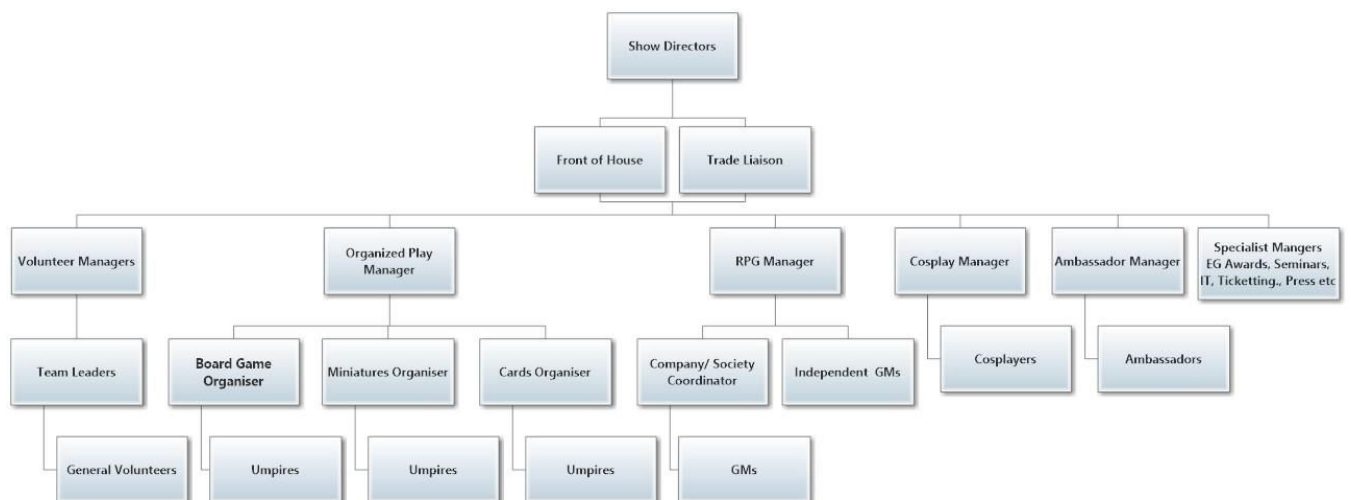 Show Directors
Front of House
Trade Liaison
Volunteer Managers
Organized Play
Manager
RPG Manager
Cosplay Manager
Ambassador Manager
Specialist Mangers
EG Awards, Seminars,
IT, Ticketting., Press etc
Team Leaders
Board Game
Organiser
Miniatures Organiser
Cards Organiser
Company/ Society
Coordinator
Independent GMs
Cosplayers
Ambassadors
General Volunteers
Umpires
Umpires
Umpires
GMs